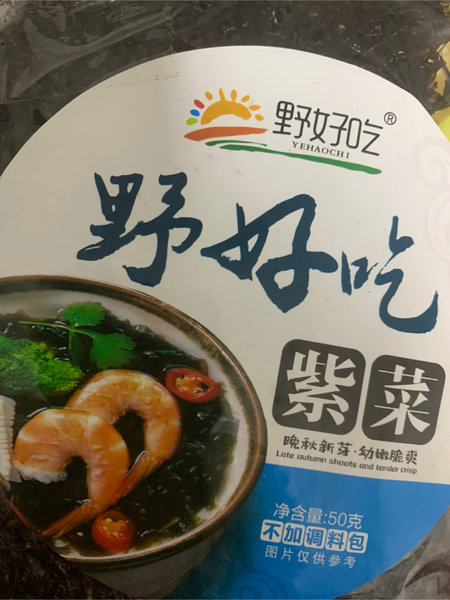 野好吃®
YEHAOCHI
野好吃
紫菜
晚秋新芽·幼嫩脆爽
Late autumn shoots and tender crisp
净含量:50克
不加调料包
图片仅供参考